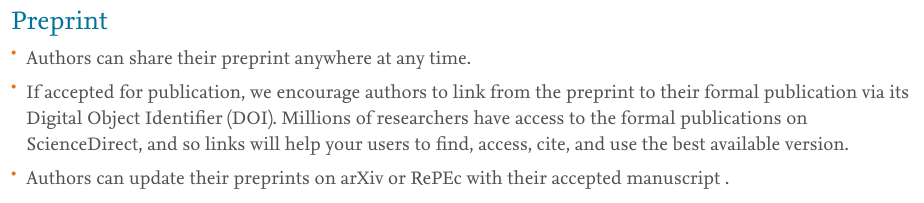 Preprint
• Authors can share their preprint anywhere at any time.
• If accepted for publication, we encourage authors to link from the preprint to their formal publication via its
Digital Object Identifier (DOI). Millions of researchers have access to the formal publications on
ScienceDirect, and so links will help your users to find, access, cite, and use the best available version.
• Authors can update their preprints on arXiv or RePEc with their accepted manuscript .